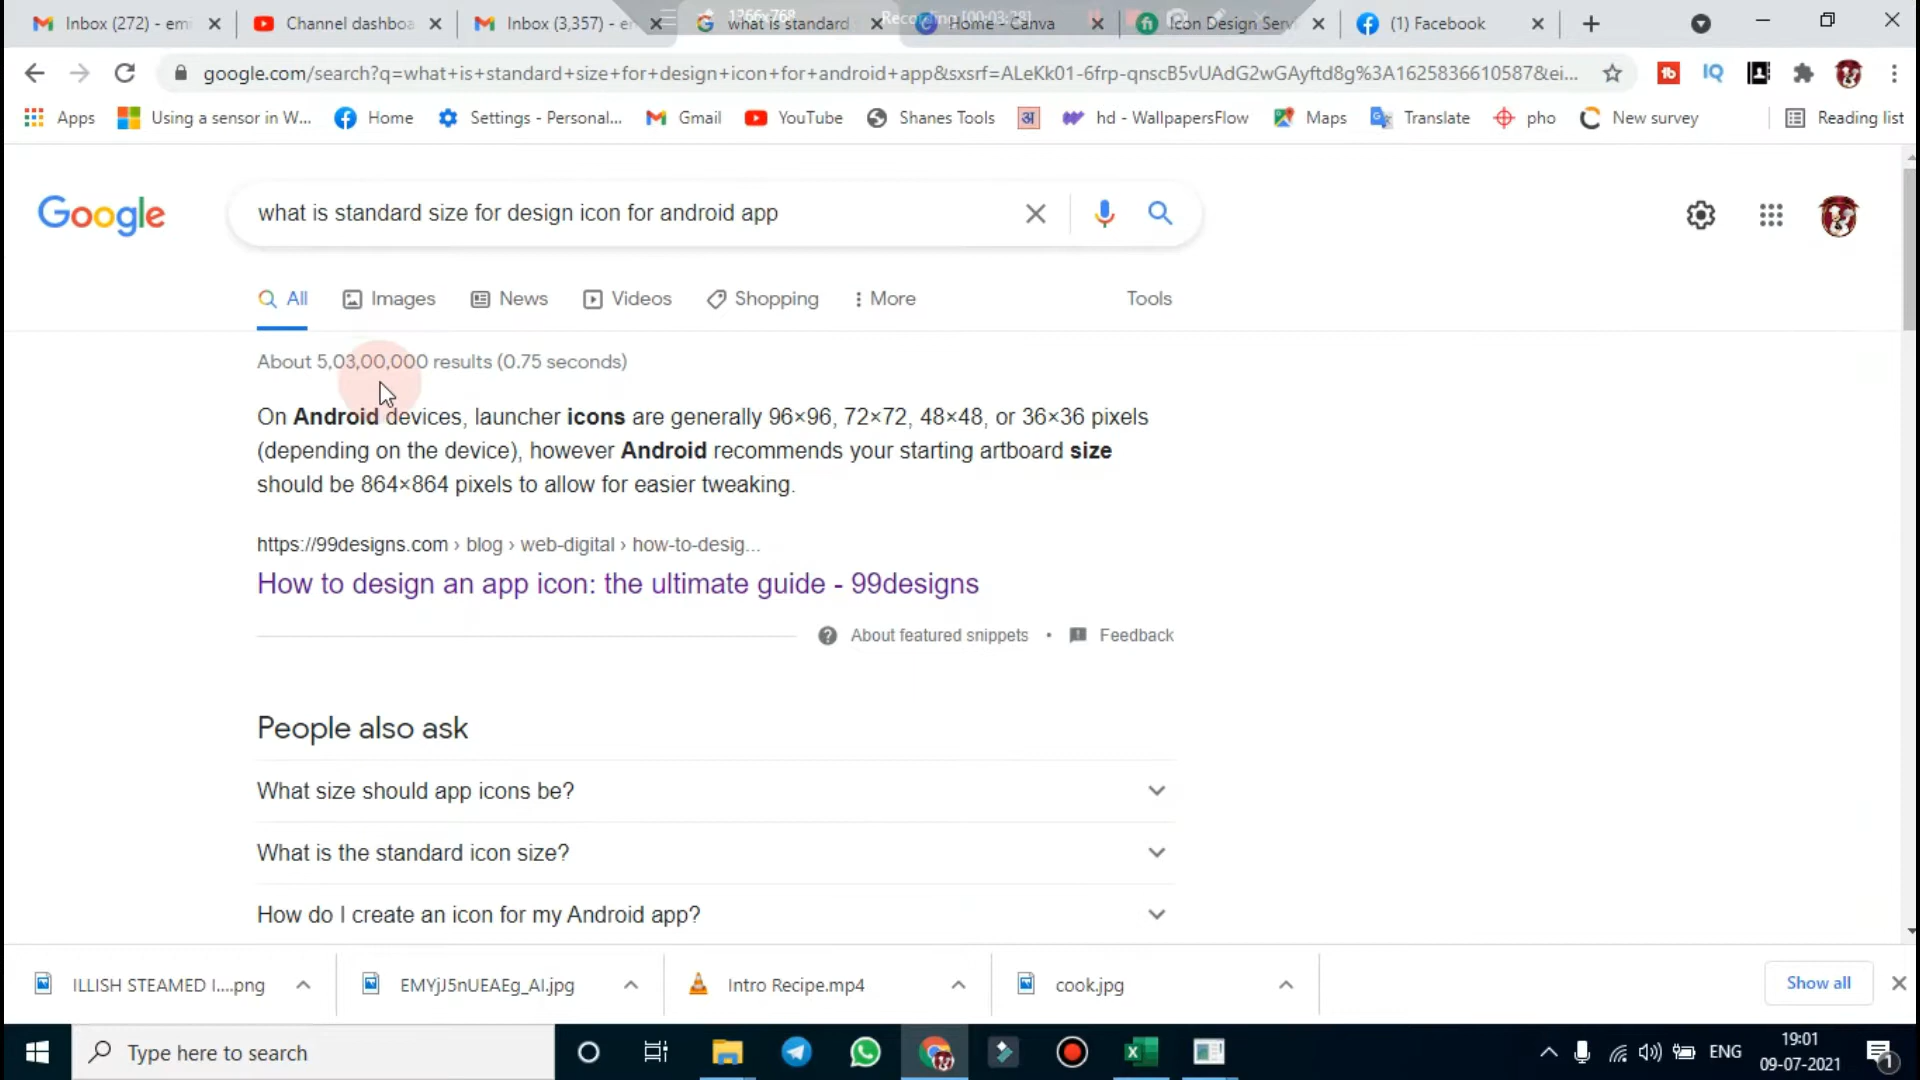 Inbox (272) - em
Channel dashboa
Inbox (3,357) - e
what is standard
Home - Canva
Icon Design Serv
(1) Facebook
1366x768
Recording [00:03:28]
google.com/search?q=what+is+standard+size+for+design+icon+for+android+app&sxsrf=ALeKk01-6frp-qnscB5vUAdG2wGAyftd8g%3A1625836610587&ei...
Apps
Using a sensor in W...
Home
Settings - Personal...
Gmail
YouTube
Shanes Tools
अ
hd - WallpapersFlow
Maps
Translate
pho
New survey
Reading list
Google
what is standard size for design icon for android app
All
Images
News
Videos
Shopping
More
Tools
About 5,03,00,000 results (0.75 seconds)
On Android devices, launcher icons are generally 96×96, 72×72, 48×48, or 36×36 pixels
(depending on the device), however Android recommends your starting artboard size
should be 864×864 pixels to allow for easier tweaking.
https://99designs.com › blog › web-digital › how-to-desig...
How to design an app icon: the ultimate guide - 99designs
About featured snippets • Feedback
People also ask
What size should app icons be?
What is the standard icon size?
How do I create an icon for my Android app?
ILLISH STEAMED I....png
EMYjJ5nUEAEg_AI.jpg
Intro Recipe.mp4
cook.jpg
Show all
Type here to search
ENG
19:01
09-07-2021
1